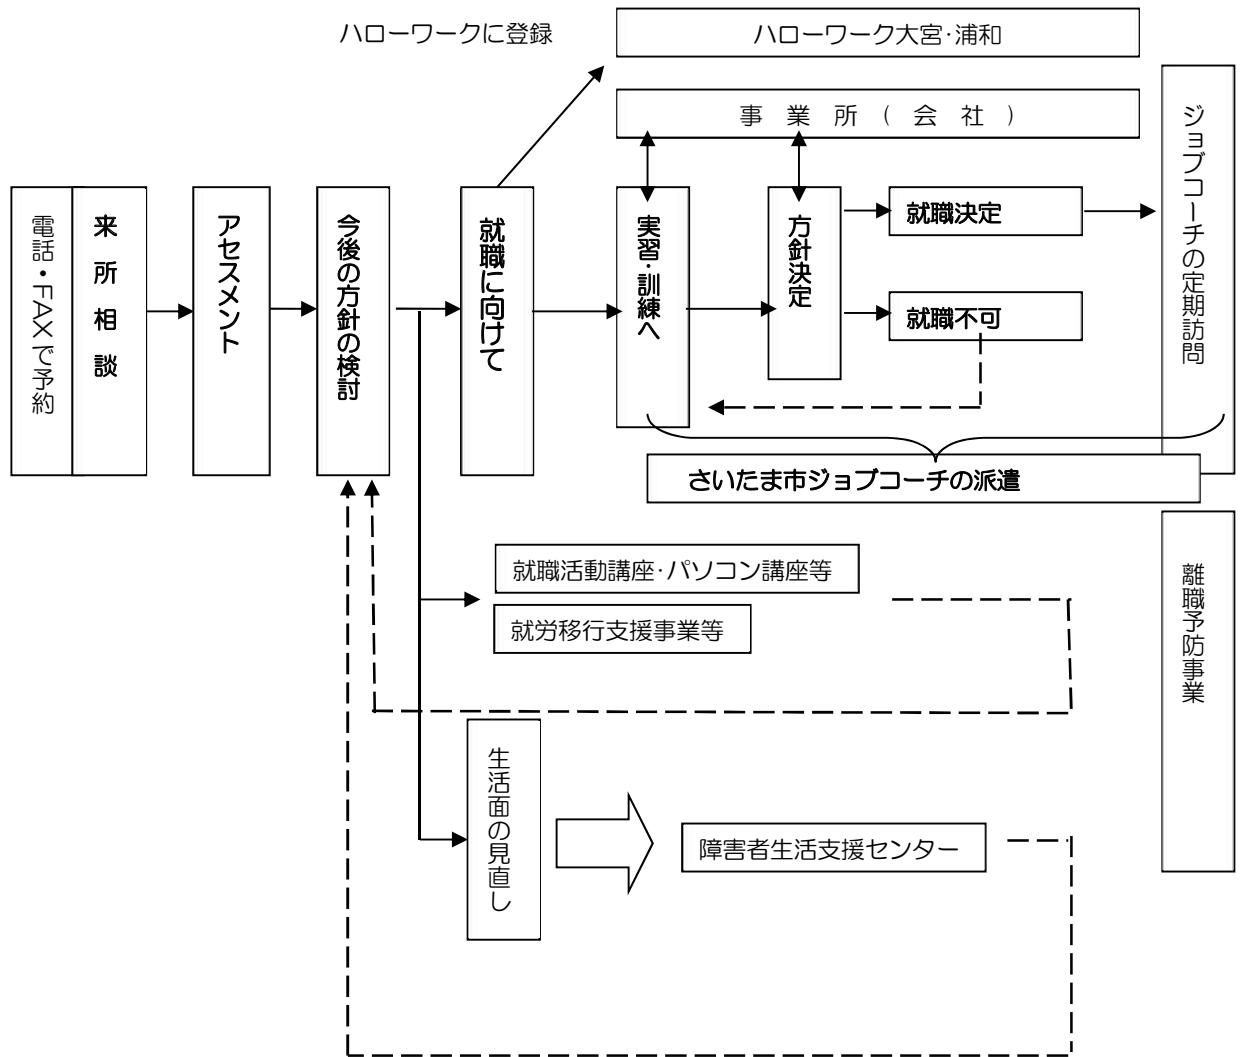 ハローワークに登録
ハローワーク大宮・浦和
事業所(会社)
電話・FAXで予約
来所相談
アセスメント
今後の方針の検討
就職に向けて
実習・訓練へ
方針決定
就職決定
就職不可
ジョブコーチの定期訪問
さいたま市ジョブコーチの派遣
就職活動講座・パソコン講座等
就労移行支援事業等
離職予防事業
生活面の見直し
障害者生活支援センター